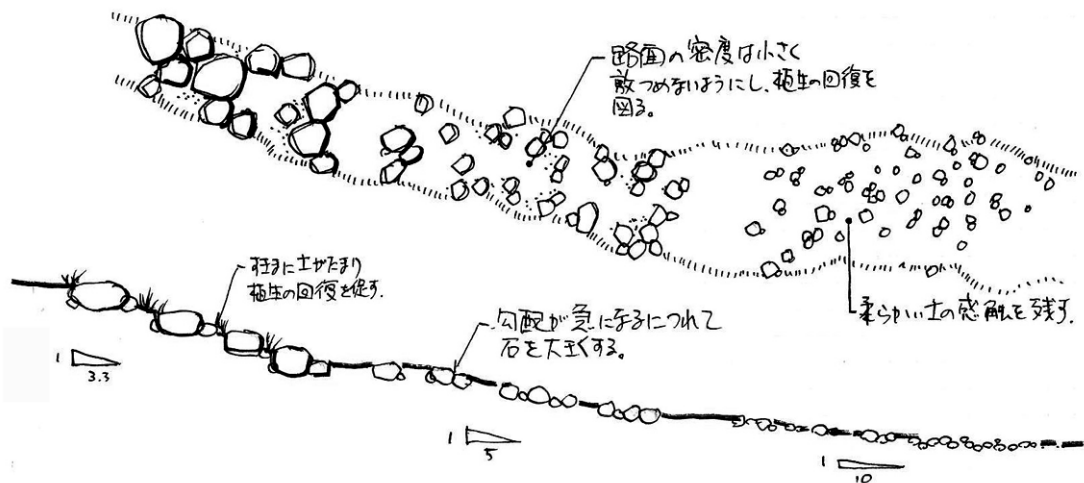 路面の密度は小さく
敷つめないようにし、植生の回復を
図る。
柔らかい土の感触を残す.
狂まに土がたまり
植生の回復を促す.
勾配が急になるにつれて
石を大きくする。
1
3.3
1
5
1
10